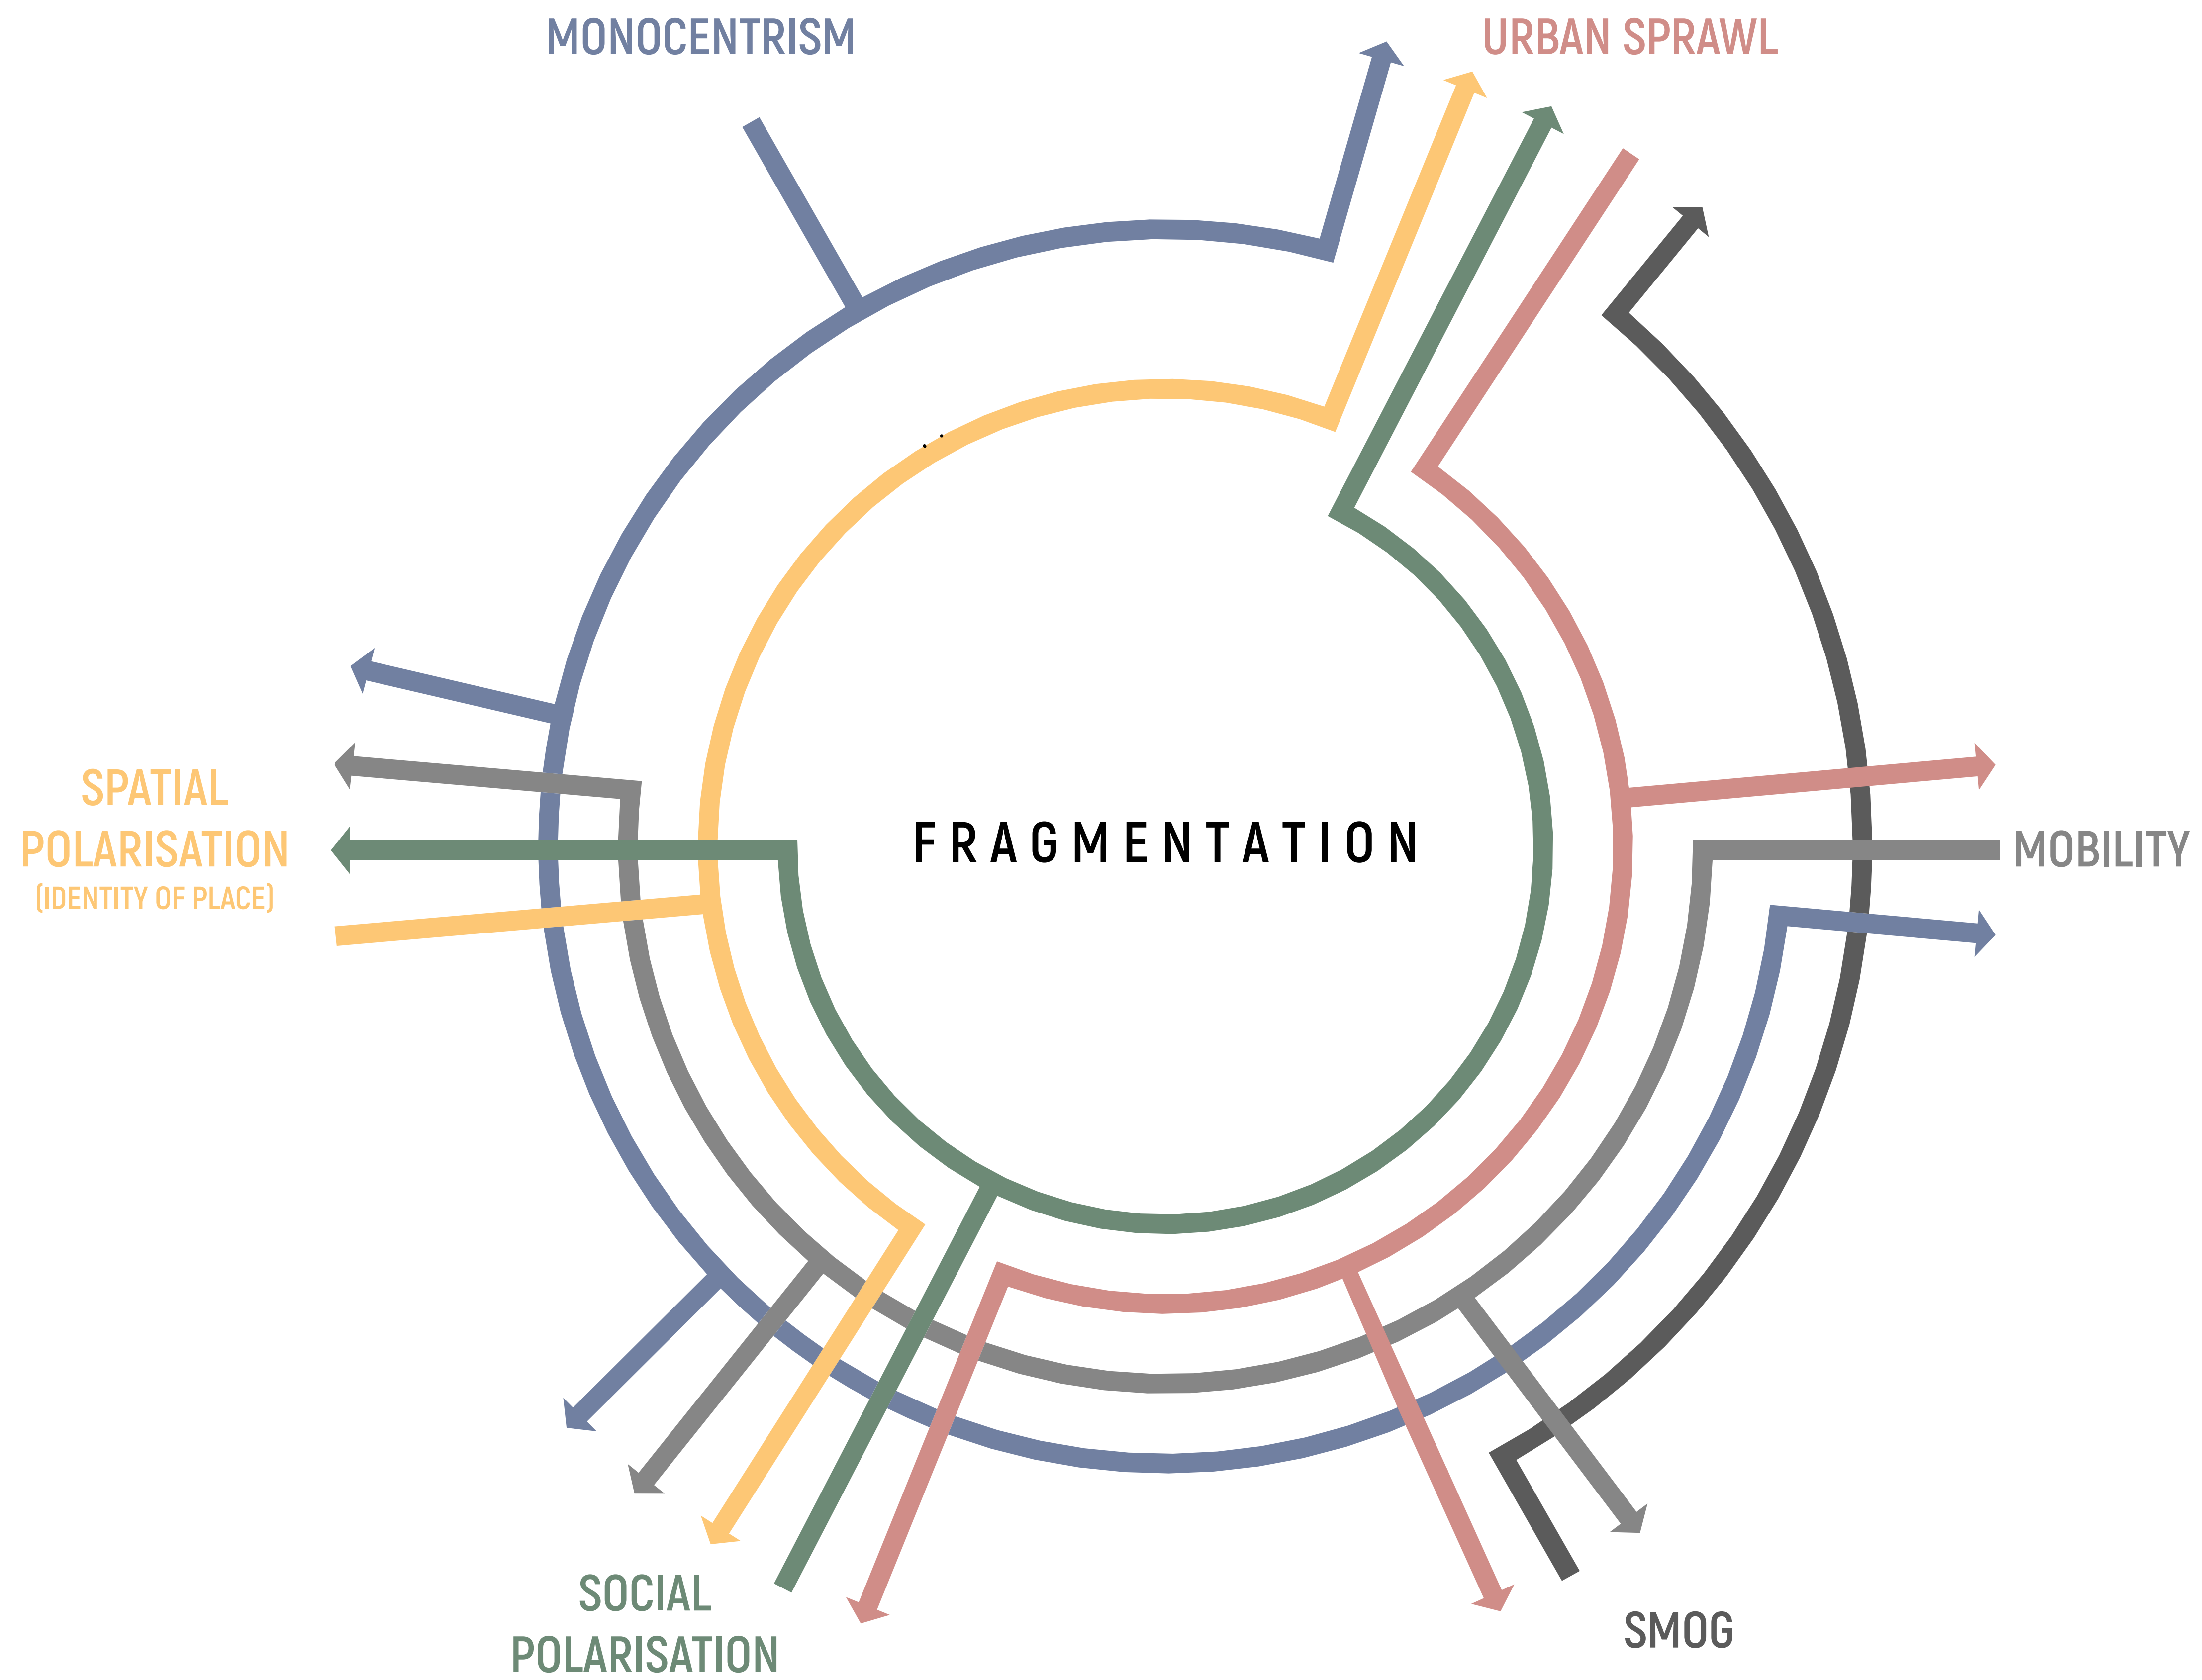 MONOCENTRISM
URBAN SPRAWL
SPATIAL
POLARISATION
(IDENTITY OF PLACE)
FRAGMENTATION
MOBILITY
SOCIAL
POLARISATION
SMOG